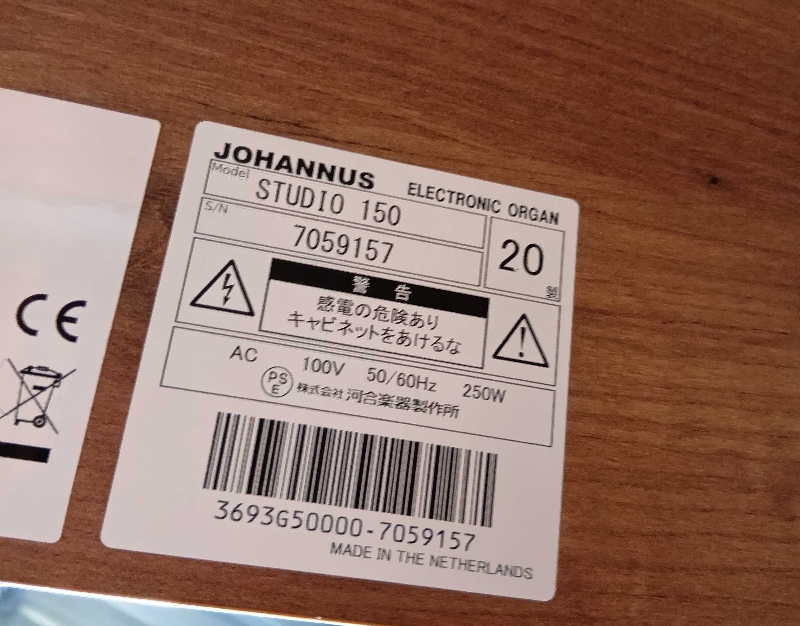 JOHANNUS ELECTRONIC ORGAN
Model STUDIO 150
S/N 7059157
20 製
警告
感電の危険あり
キャビネットをあけるな
AC 100V 50/60Hz 250W
PSE 株式会社 河合楽器製作所
3693G50000-7059157
MADE IN THE NETHERLANDS
CE